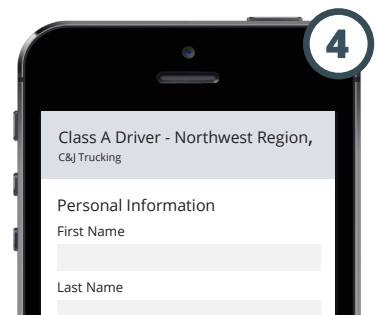 4
Class A Driver - Northwest Region,
C&J Trucking
Personal Information
First Name
Last Name